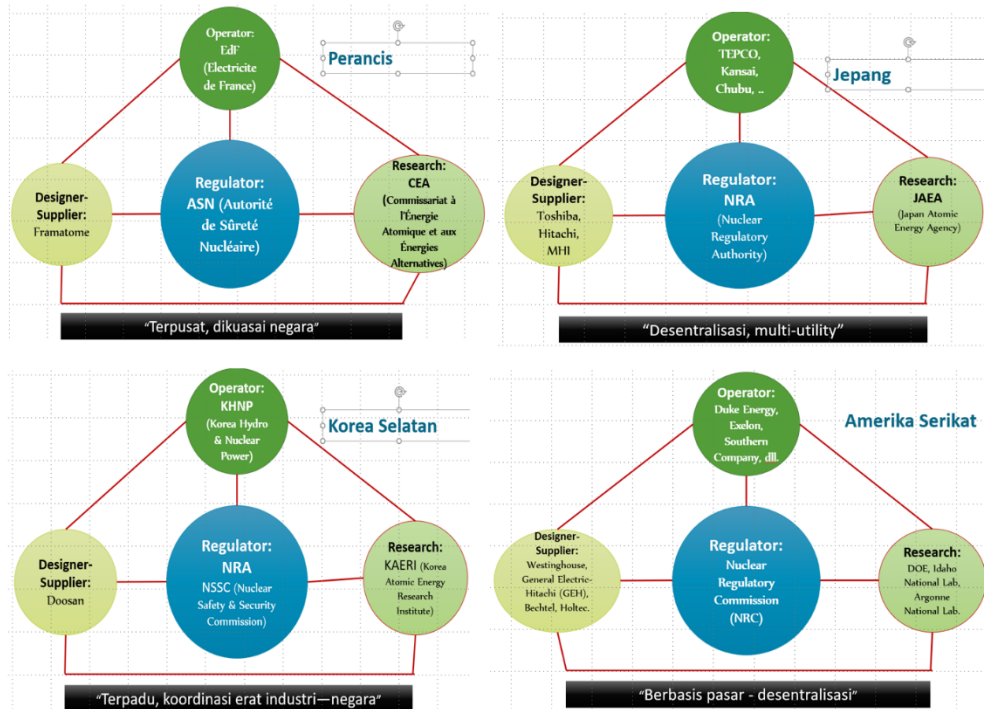 Perancis
Operator:
EdF
(Electricite
de France)
Designer-
Supplier:
Framatome
Regulator:
ASN (Autorité
de Sûreté
Nucléaire)
Research:
CEA
(Commissariat à
l'Énergie
Atomique et aux
Énergies
Alternatives)
"Terpusat, dikuasai negara"
Jepang
Operator:
TEPCO,
Kansai,
Chubu, ..
Designer-
Supplier:
Toshiba,
Hitachi,
MHI
Regulator:
NRA
(Nuclear
Regulatory
Authority)
Research:
JAEA
(Japan Atomic
Energy Agency)
"Desentralisasi, multi-utility"
Korea Selatan
Operator:
KHNP
(Korea Hydro
& Nuclear
Power)
Designer-
Supplier:
Doosan
Regulator:
NRA
NSSC (Nuclear
Safety & Security
Commission)
Research:
KAERI (Korea
Atomic Energy
Research
Institute)
"Terpadu, koordinasi erat industri—negara"
Amerika Serikat
Operator:
Duke Energy,
Exelon,
Southern
Company, dll.
Designer-
Supplier:
Westinghouse,
General Electric-
Hitachi (GEH),
Bechtel, Holtec.
Regulator:
Nuclear
Regulatory
Commission
(NRC)
Research:
DOE, Idaho
National Lab,
Argonne
National Lab.
"Berbasis pasar - desentralisasi"